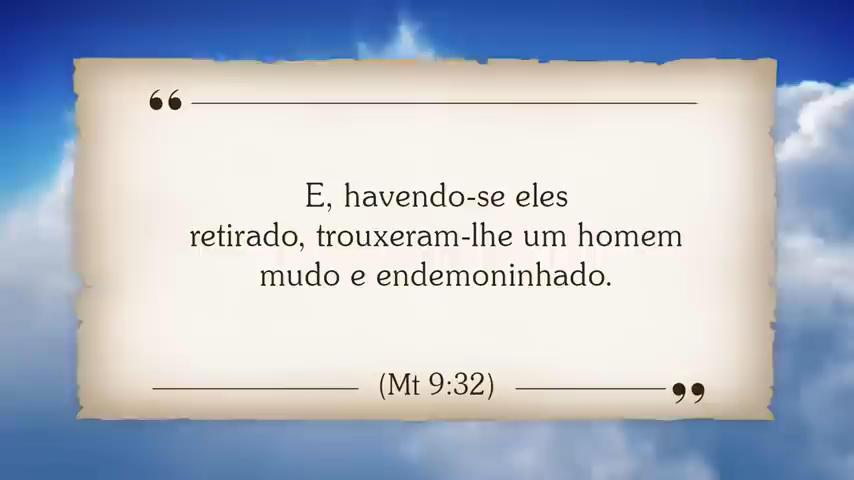 E, havendo-se eles
retirado, trouxeram-lhe um homem
mudo e endemoninhado.
(Mt 9:32)